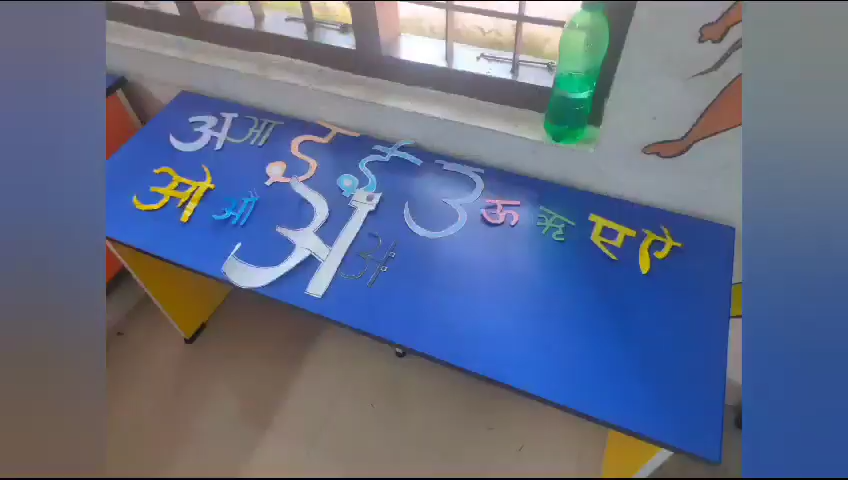 अ आ इ ई उ ऊ ऋ ए ऐ
ओ औ अं अः